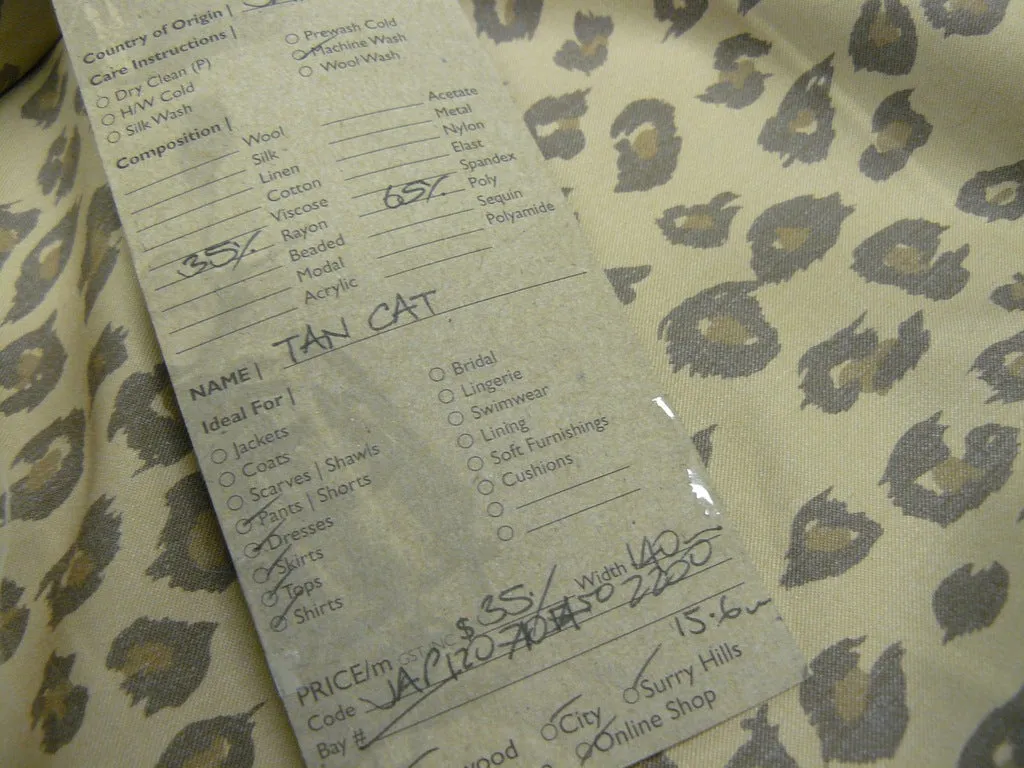 Country of Origin |
Care Instructions |
Dry Clean (P)
H/W Cold
Silk Wash
Prewash Cold
Machine Wash
Wool Wash
Composition |
Wool
Silk
Linen
Cotton
Viscose
35% Rayon
Beaded
Modal
Acrylic
Acetate
Metal
Nylon
Elast
Spandex
65% Poly
Sequin
Polyamide
NAME | TAN CAT
Ideal For |
Jackets
Coats
Scarves | Shawls
Pants | Shorts
Dresses
Skirts
Tops
Shirts
Bridal
Lingerie
Swimwear
Lining
Soft Furnishings
Cushions
PRICE/m GST INC $ 35/ Width 140
Code
Bay # 15.6m
City Surry Hills
Online Shop